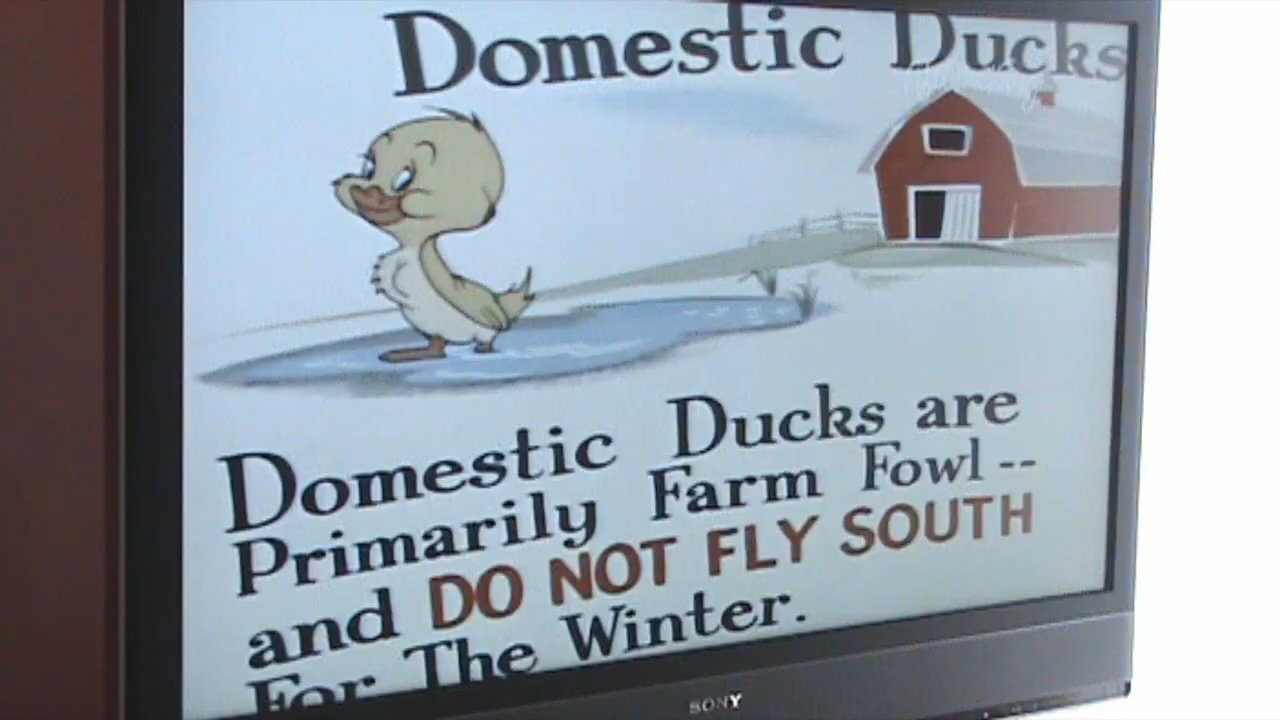 Domestic Ducks
Domestic Ducks are
Primarily Farm Fowl --
and DO NOT FLY SOUTH
For The Winter.
SONY